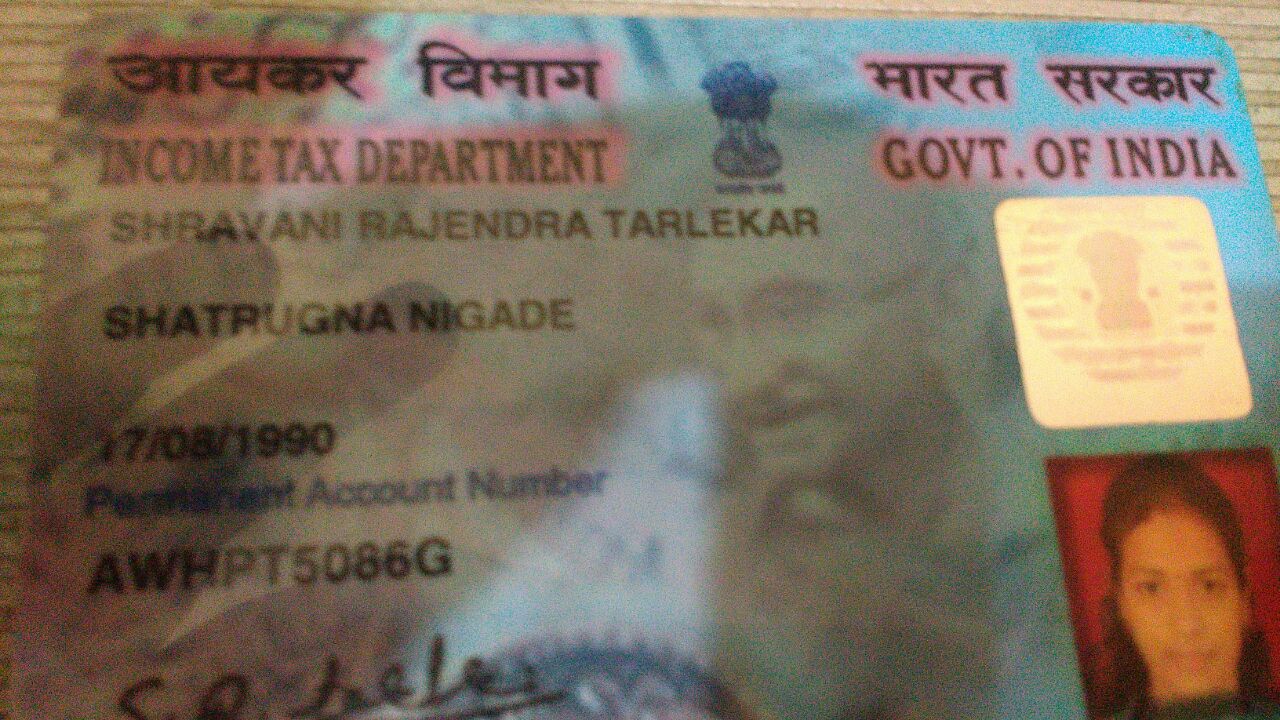 आयकर विभाग भारत सरकार
INCOME TAX DEPARTMENT GOVT. OF INDIA
SHRAVANI RAJENDRA TARLEKAR
SHATRUGNA NIGADE
17/08/1990
Permanent Account Number
AWHPT5086G